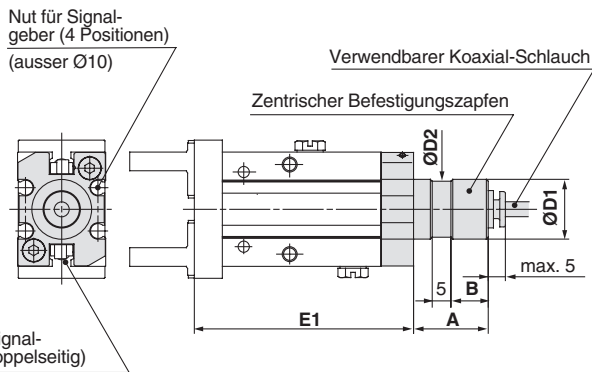 Nut für Signal-
geber (4 Positionen)
(ausser Ø10)
Verwendbarer Koaxial-Schlauch
Zentrischer Befestigungszapfen
ØD2
ØD1
max. 5
5
B
E1
A
ignal-
oppelseitig)